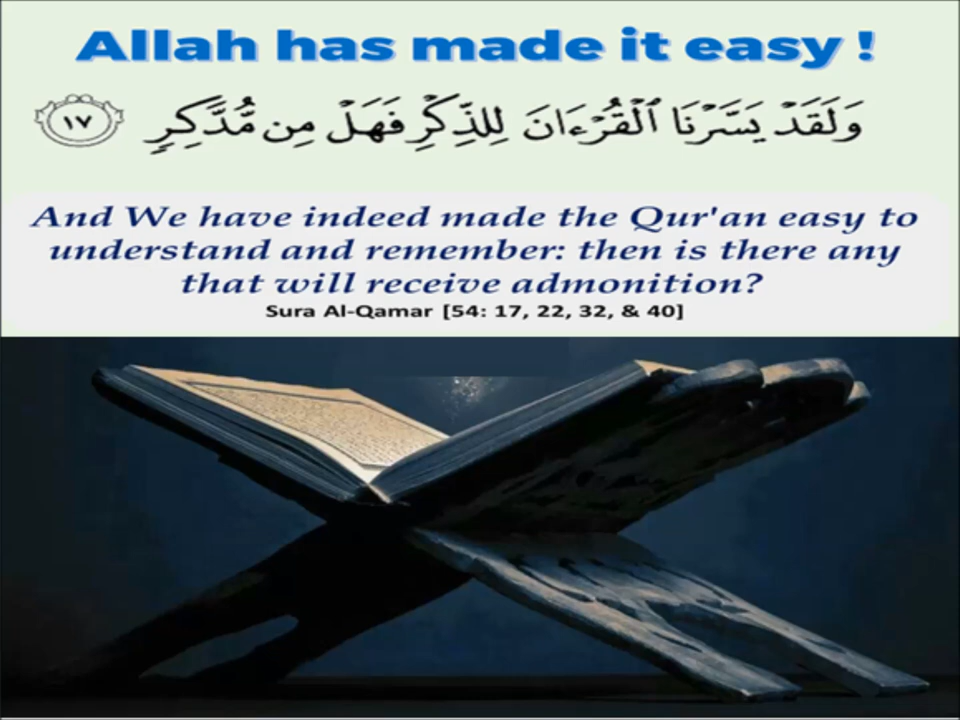 Allah has made it easy !
وَلَقَدْ يَسَّرْنَا ٱلْقُرْءَانَ لِلذِّكْرِ فَهَلْ مِن مُّدَّكِرٍ ١٧
And We have indeed made the Qur'an easy to
understand and remember: then is there any
that will receive admonition?
Sura Al-Qamar [54: 17, 22, 32, & 40]